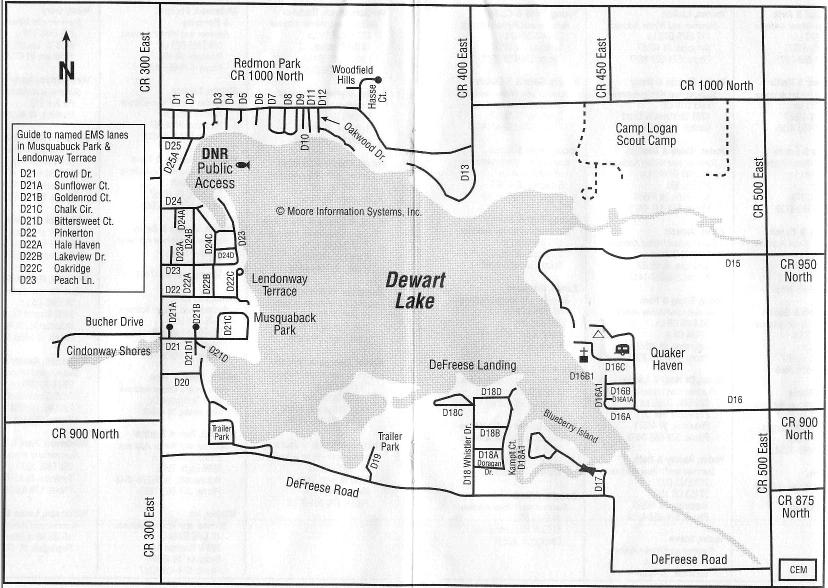 N
CR 300 East
Redmon Park
CR 1000 North
Woodfield
Hills
Hasse
Ct.
CR 400 East
CR 450 East
CR 1000 North
D1
D2
D3
D4
D5
D6
D7
D8
D9
D10
D11
D12
Oakwood Dr.
D13
Camp Logan
Scout Camp
CR 500 East
Guide to named EMS lanes
in Musquabuck Park &
Lendonway Terrace
D21 Crowl Dr.
D21A Sunflower Ct.
D21B Goldenrod Ct.
D21C Chalk Cir.
D21D Bittersweet Ct.
D22 Pinkerton
D22A Hale Haven
D22B Lakeview Dr.
D22C Oakridge
D23 Peach Ln.
D25
D25A
DNR
Public
Access
© Moore Information Systems, Inc.
D24
D24A
D24B
D23A
D24C
D23
D24D
D23
D22
D22A
D22B
D22C
Lendonway
Terrace
Dewart
Lake
D15
CR 950
North
D21A
D21B
D21C
Musquaback
Park
Bucher Drive
Cindonway Shores
D21
D21D1
D21D
D20
Quaker
Haven
D16B1
D16C
D16A1
D16B
D16A1A
D16A
D16
DeFreese Landing
D18D
D18C
D18B
D18A
Donagan
Dr.
D18 Whistler Dr.
Kampt Ct.
D18A1
Blueberry Island
CR 900 North
CR 900
North
Trailer
Park
Trailer
Park
D19
D17
DeFreese Road
CR 300 East
CR 500 East
CR 875
North
DeFreese Road
CEM